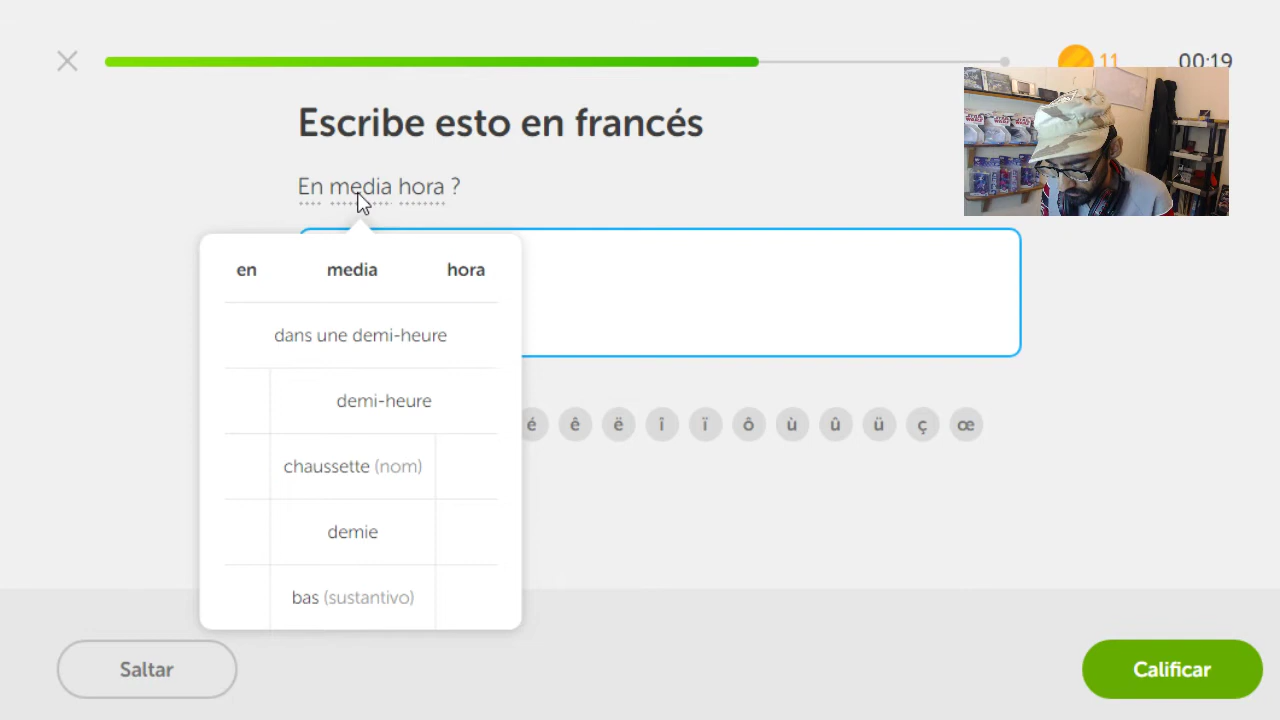 11
00:19
Escribe esto en francés
En media hora ?
en media hora
dans une demi-heure
demi-heure
chaussette (nom)
demie
bas (sustantivo)
é ê ë î ï ô ù û ü ç œ
Saltar
Calificar